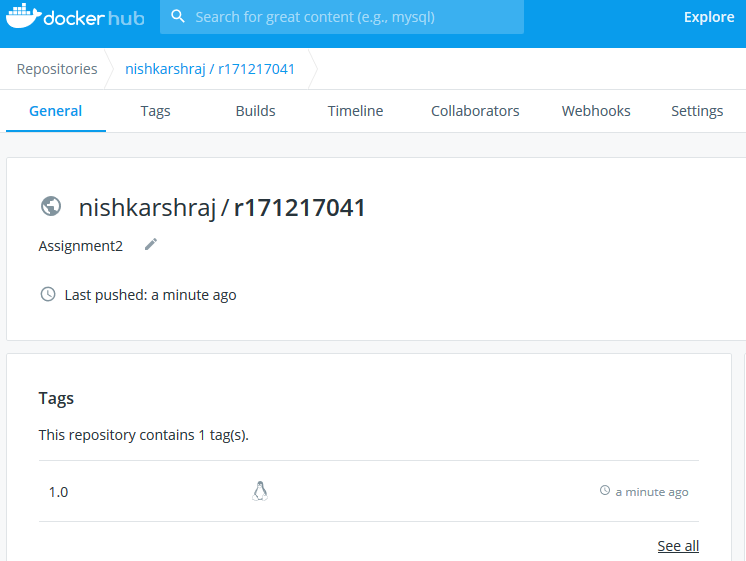 docker hub Search for great content (e.g., mysql) Explore
Repositories nishkarshraj / r171217041
General Tags Builds Timeline Collaborators Webhooks Settings
nishkarshraj / r171217041
Assignment2
Last pushed: a minute ago
Tags
This repository contains 1 tag(s).
1.0 a minute ago
See all